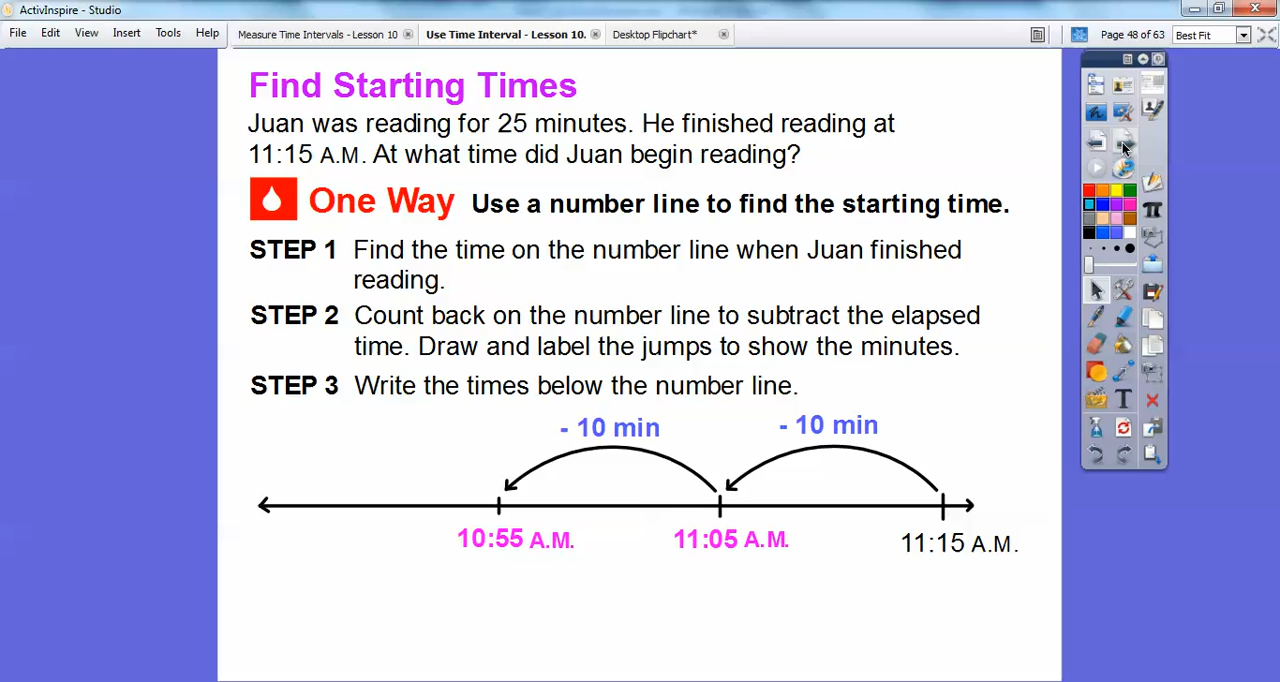 ActivInspire - Studio
File Edit View Insert Tools Help
Measure Time Intervals - Lesson 10 Use Time Interval - Lesson 10. Desktop Flipchart* Page 48 of 63 Best Fit
Find Starting Times
Juan was reading for 25 minutes. He finished reading at
11:15 A.M. At what time did Juan begin reading?
One Way Use a number line to find the starting time.
STEP 1 Find the time on the number line when Juan finished
reading.
STEP 2 Count back on the number line to subtract the elapsed
time. Draw and label the jumps to show the minutes.
STEP 3 Write the times below the number line.
- 10 min - 10 min
10:55 A.M. 11:05 A.M. 11:15 A.M.